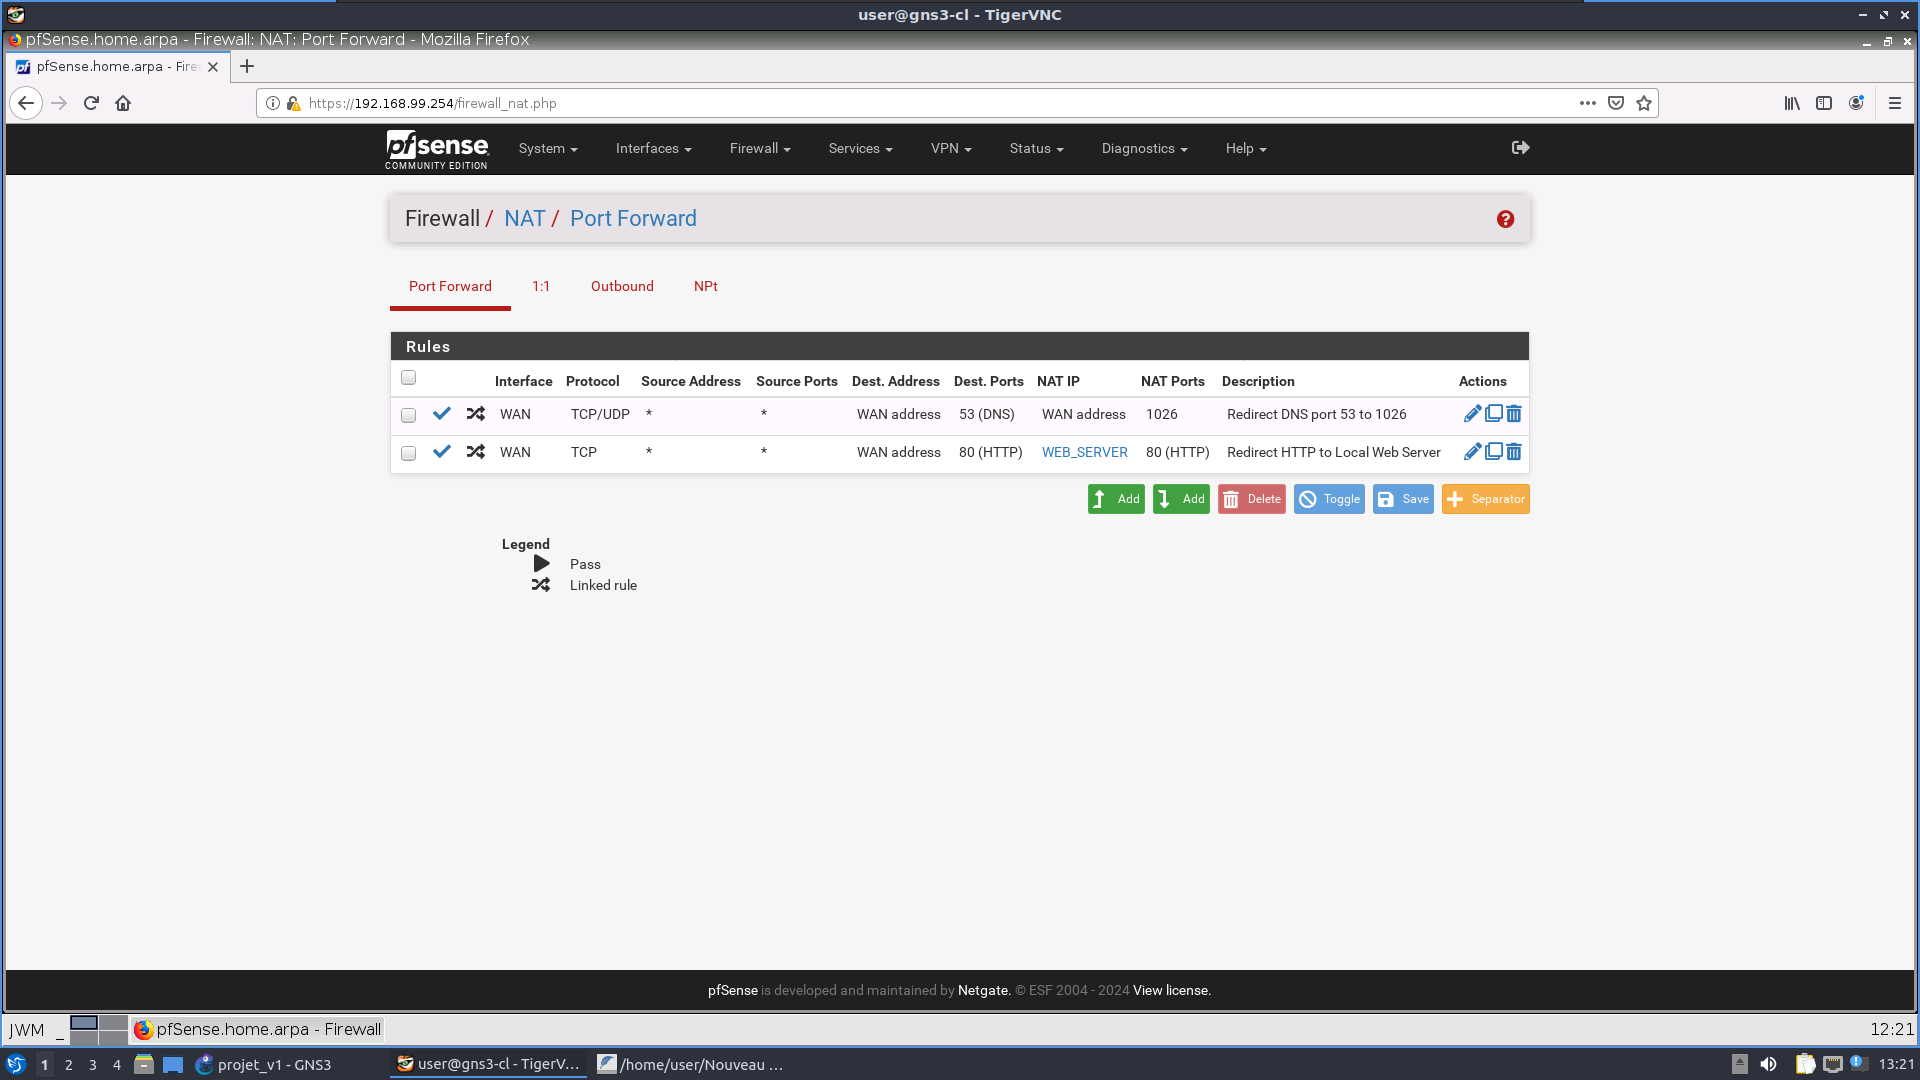 user@gns3-cl - TigerVNC
pfSense.home.arpa - Firewall: NAT: Port Forward - Mozilla Firefox
pfSense.home.arpa - Fire
https://192.168.99.254/firewall_nat.php
pfsense
COMMUNITY EDITION
System Interfaces Firewall Services VPN Status Diagnostics Help
Firewall / NAT / Port Forward
Port Forward 1:1 Outbound NPt
Rules
Interface Protocol Source Address Source Ports Dest. Address Dest. Ports NAT IP NAT Ports Description Actions
WAN TCP/UDP * * WAN address 53 (DNS) WAN address 1026 Redirect DNS port 53 to 1026
WAN TCP * * WAN address 80 (HTTP) WEB_SERVER 80 (HTTP) Redirect HTTP to Local Web Server
Add Add Delete Toggle Save Separator
Legend
Pass
Linked rule
pfSense is developed and maintained by Netgate. © ESF 2004 - 2024 View license.
JWM _ pfSense.home.arpa - Firewall 12:21
1 2 3 4 projet_v1 - GNS3 user@gns3-cl - TigerV... /home/user/Nouveau ... 13:21